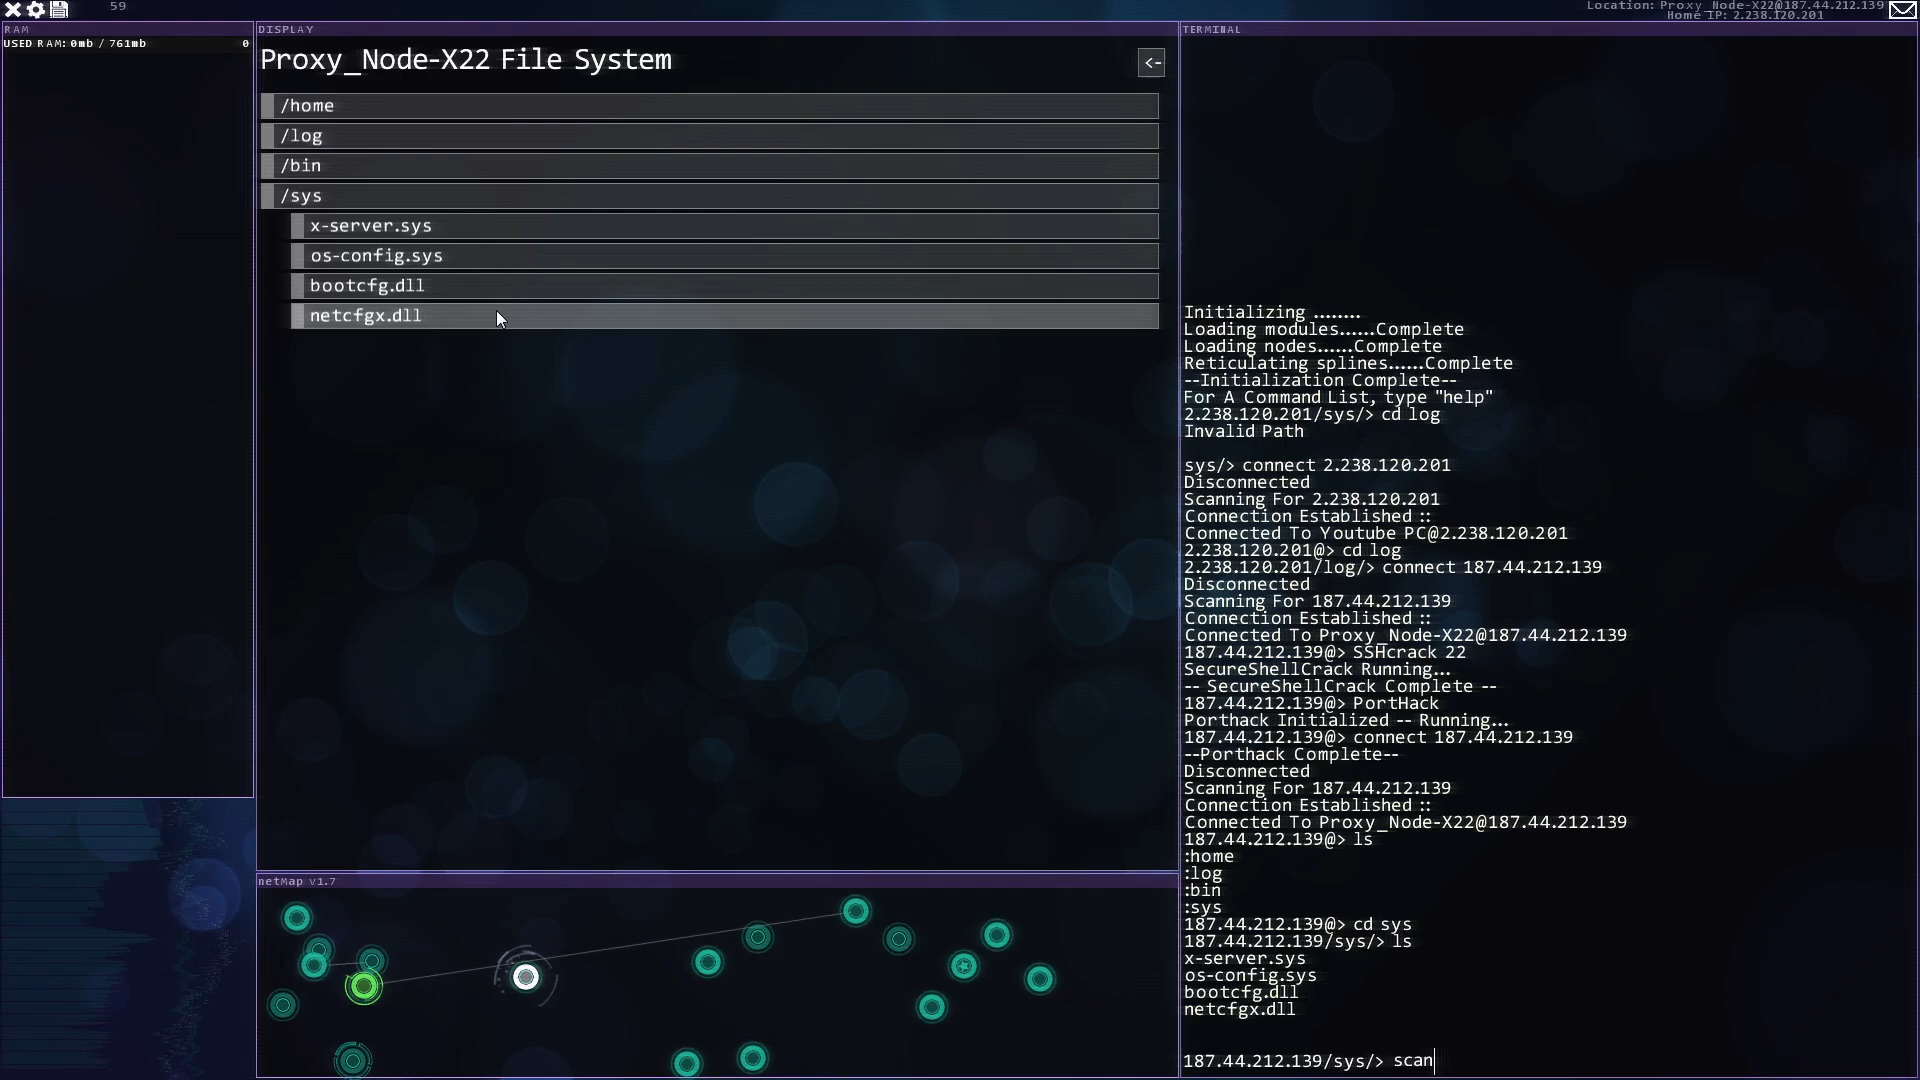 59
Location: Proxy_Node-X22@187.44.212.139
Home IP: 2.238.120.201
RAM
USED RAM: 0mb / 761mb 0
DISPLAY
Proxy_Node-X22 File System
<-
/home
/log
/bin
/sys
x-server.sys
os-config.sys
bootcfg.dll
netcfgx.dll
netMap v1.7
TERMINAL
Initializing ........
Loading modules......Complete
Loading nodes......Complete
Reticulating splines......Complete
--Initialization Complete--
For A Command List, type "help"
2.238.120.201/sys/> cd log
Invalid Path
sys/> connect 2.238.120.201
Disconnected
Scanning For 2.238.120.201
Connection Established ::
Connected To Youtube PC@2.238.120.201
2.238.120.201@> cd log
2.238.120.201/log/> connect 187.44.212.139
Disconnected
Scanning For 187.44.212.139
Connection Established ::
Connected To Proxy_Node-X22@187.44.212.139
187.44.212.139@> SSHcrack 22
SecureShellCrack Running...
-- SecureShellCrack Complete --
187.44.212.139@> PortHack
Porthack Initialized -- Running...
187.44.212.139@> connect 187.44.212.139
--Porthack Complete--
Disconnected
Scanning For 187.44.212.139
Connection Established ::
Connected To Proxy_Node-X22@187.44.212.139
187.44.212.139@> ls
:home
:log
:bin
:sys
187.44.212.139@> cd sys
187.44.212.139/sys/> ls
x-server.sys
os-config.sys
bootcfg.dll
netcfgx.dll
187.44.212.139/sys/> scan